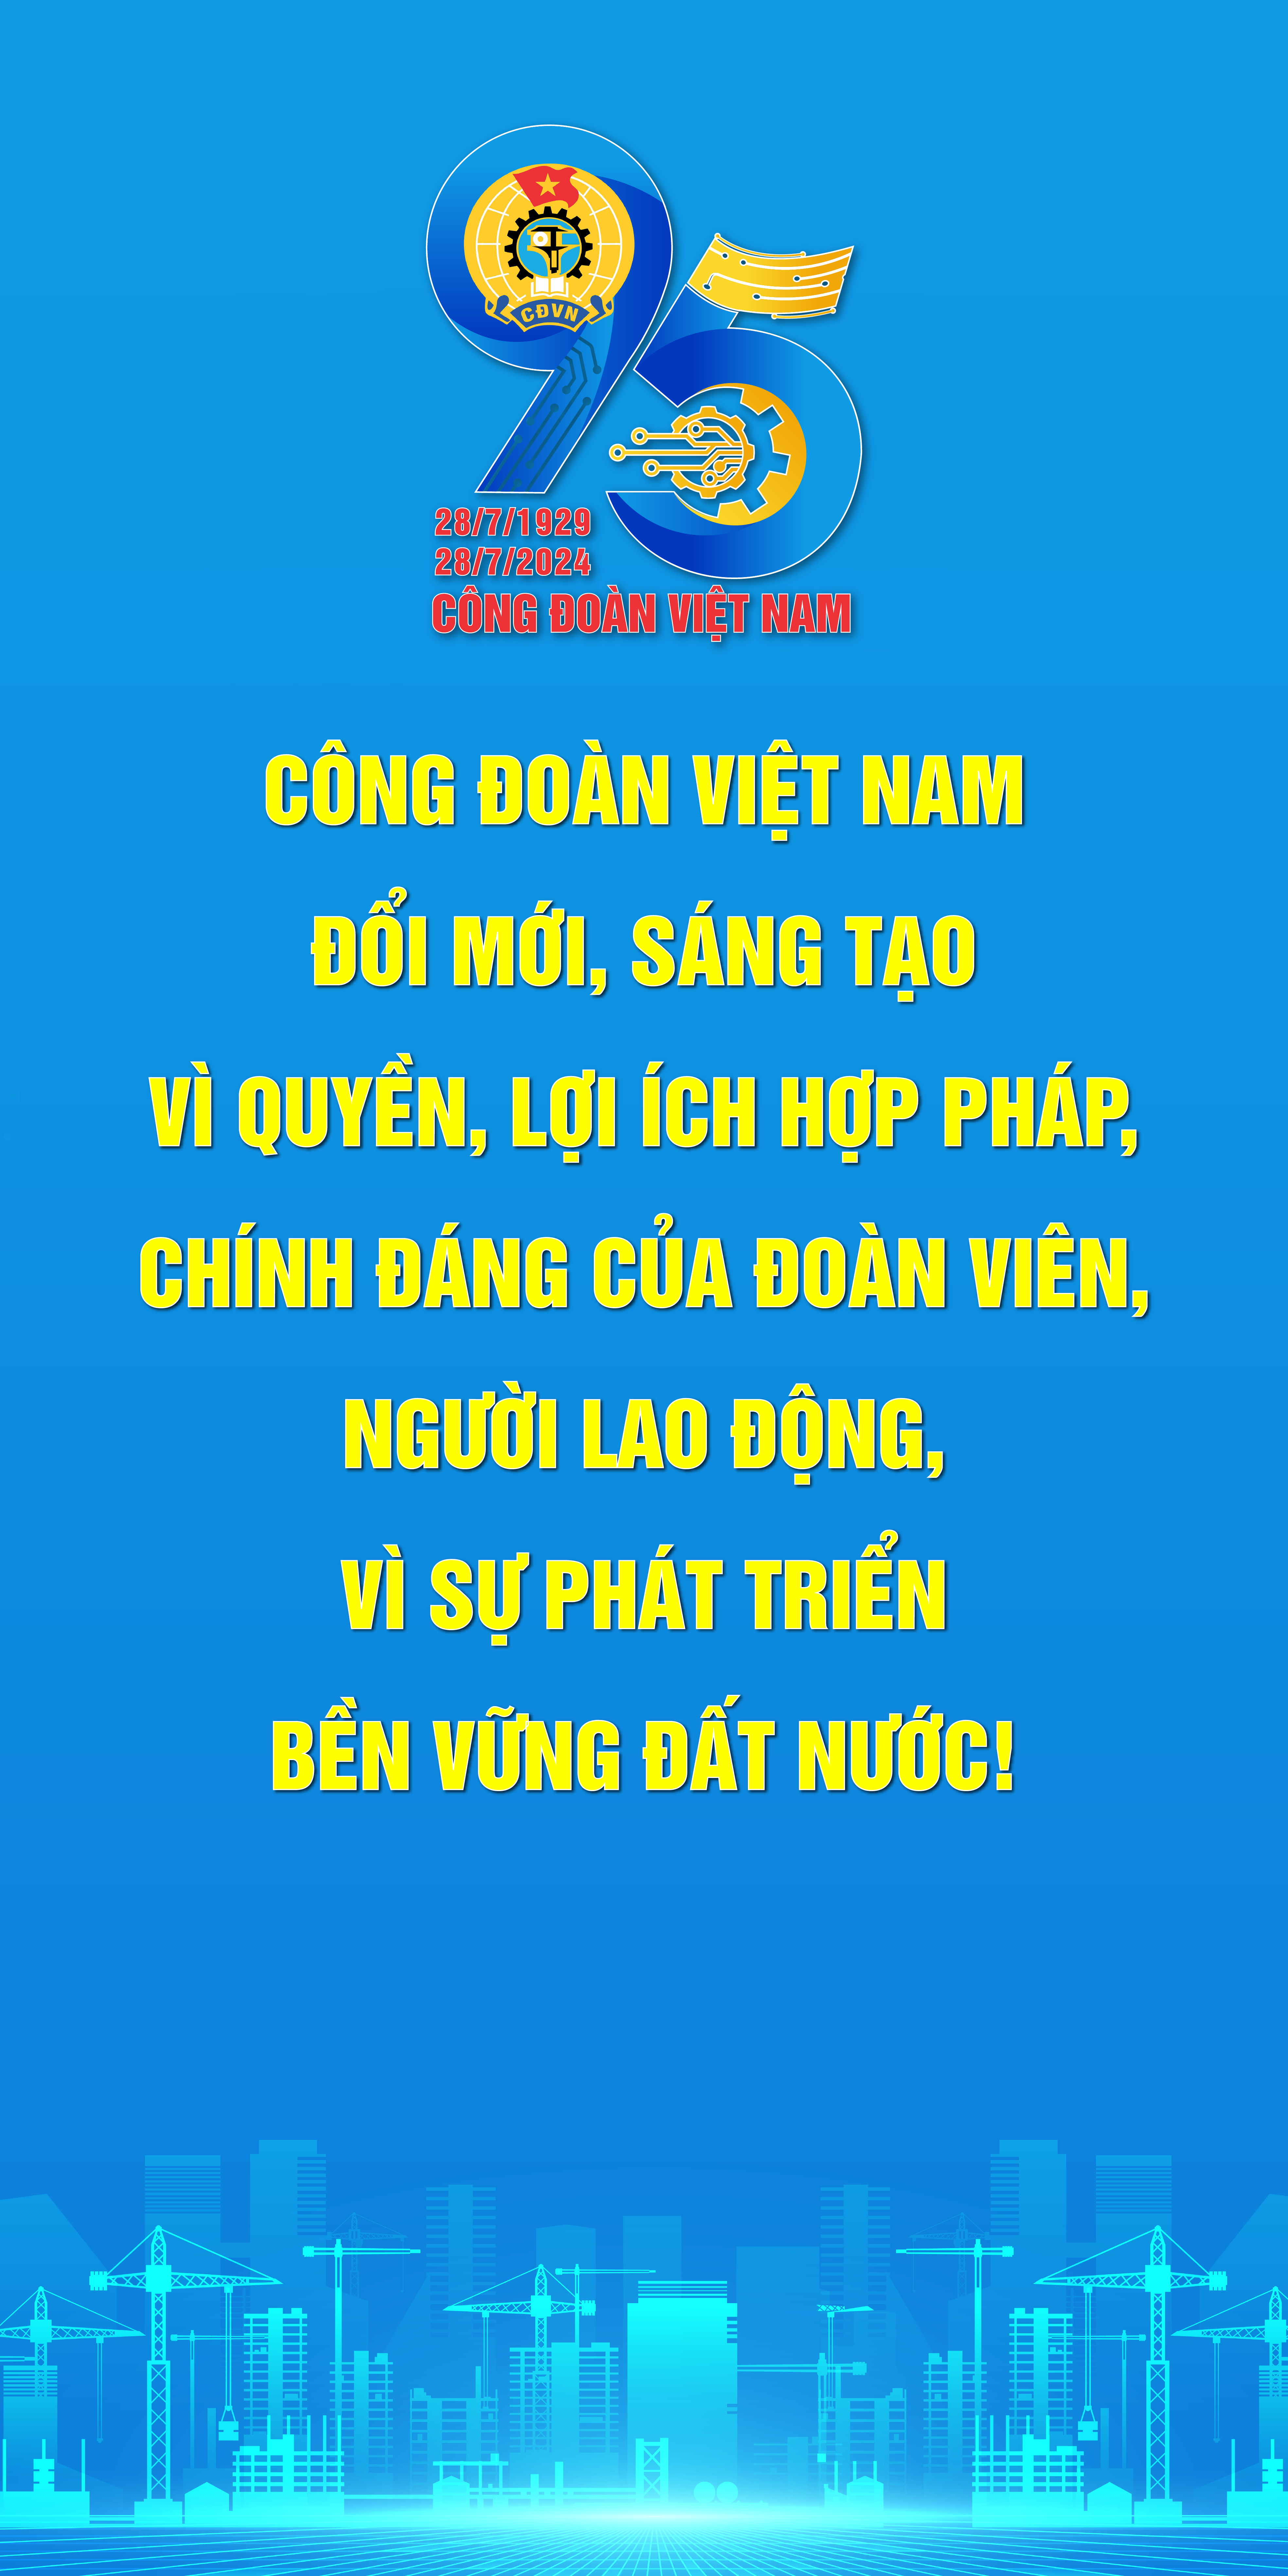 CĐVN
28/7/1929
28/7/2024
CÔNG ĐOÀN VIỆT NAM
CÔNG ĐOÀN VIỆT NAM
ĐỔI MỚI, SÁNG TẠO
VÌ QUYỀN, LỢI ÍCH HỢP PHÁP,
CHÍNH ĐÁNG CỦA ĐOÀN VIÊN,
NGƯỜI LAO ĐỘNG,
VÌ SỰ PHÁT TRIỂN
BỀN VỮNG ĐẤT NƯỚC!